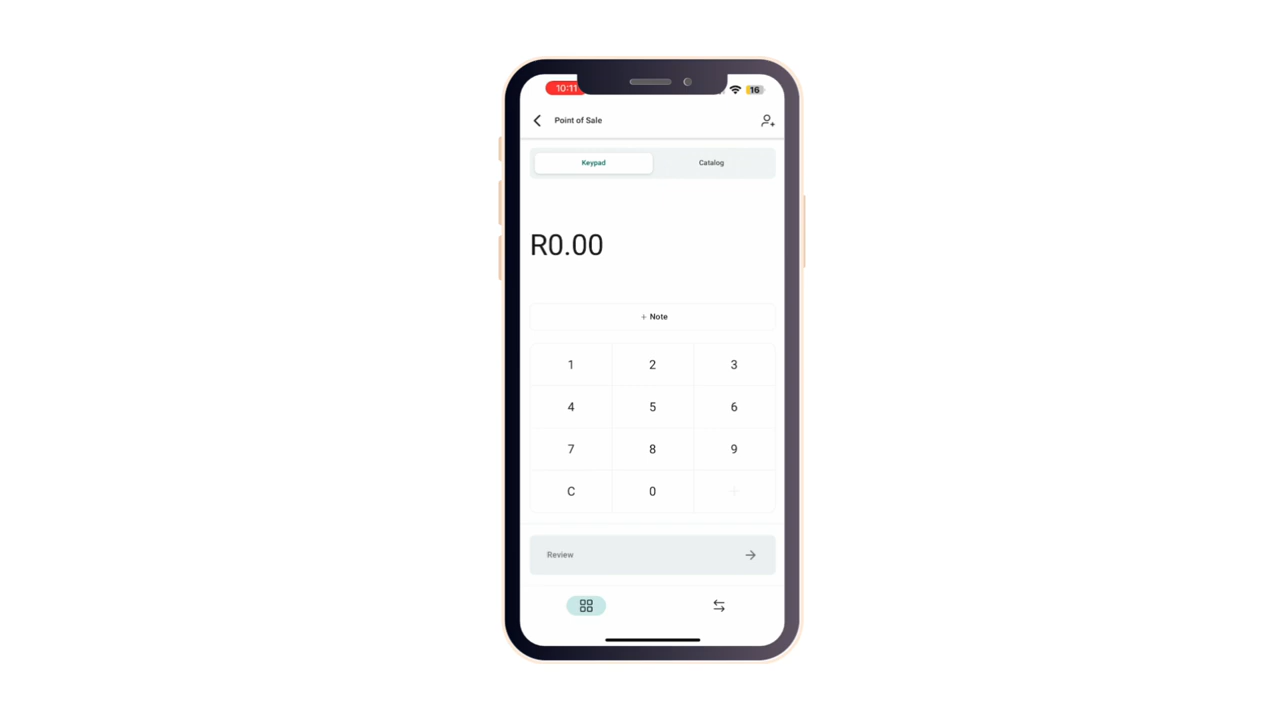 10:11
16
Point of Sale
Keypad
Catalog
R0.00
+ Note
1 2 3
4 5 6
7 8 9
C 0 +
Review